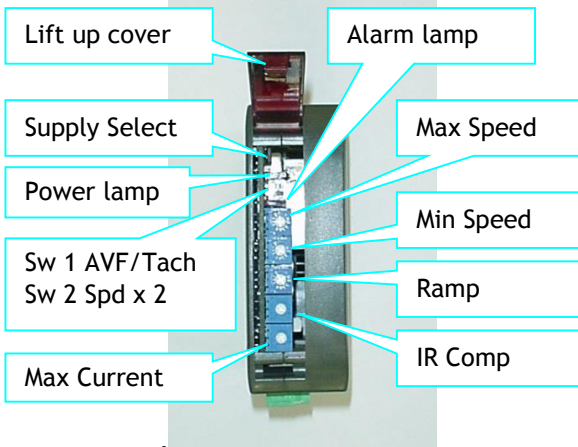 Lift up cover
Alarm lamp
Supply Select
Max Speed
Power lamp
Min Speed
Sw 1 AVF/Tach
Sw 2 Spd x 2
Ramp
IR Comp
Max Current